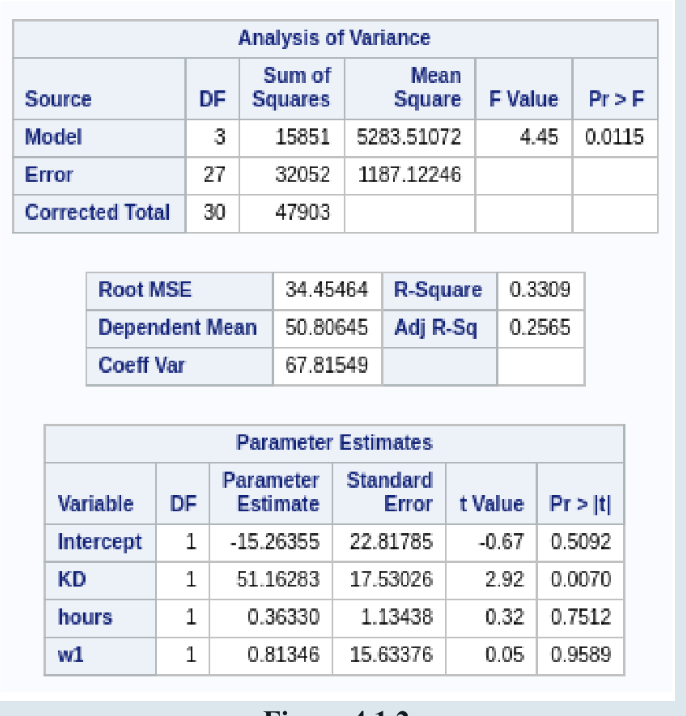 Analysis of Variance
Source DF Sum of Squares Mean Square F Value Pr > F
Model 3 15851 5283.51072 4.45 0.0115
Error 27 32052 1187.12246
Corrected Total 30 47903
Root MSE 34.45464 R-Square 0.3309
Dependent Mean 50.80645 Adj R-Sq 0.2565
Coeff Var 67.81549
Parameter Estimates
Variable DF Parameter Estimate Standard Error t Value Pr > |t|
Intercept 1 -15.26355 22.81785 -0.67 0.5092
KD 1 51.16283 17.53026 2.92 0.0070
hours 1 0.36330 1.13438 0.32 0.7512
w1 1 0.81346 15.63376 0.05 0.9589